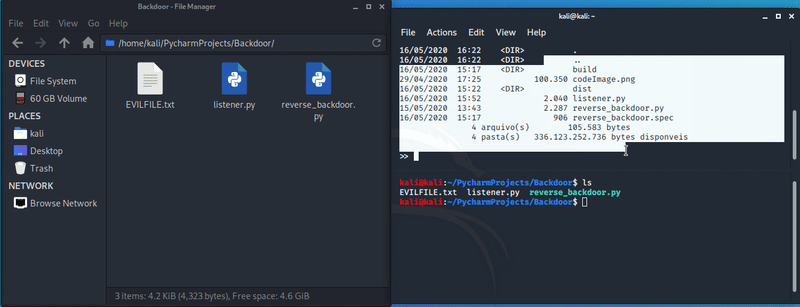 Backdoor - File Manager
File Edit View Go Help
/home/kali/PycharmProjects/Backdoor/
DEVICES
File System
60 GB Volume
PLACES
kali
Desktop
Trash
NETWORK
Browse Network
EVILFILE.txt
listener.py
reverse_backdoor.
py
3 items: 4.2 KiB (4,323 bytes), Free space: 4.6 GiB
kali@kali: ~
File Actions Edit View Help
16/05/2020 16:22 <DIR> .
16/05/2020 16:22 <DIR> ..
16/05/2020 15:17 <DIR> build
29/04/2020 17:25 100.350 codeImage.png
16/05/2020 15:22 <DIR> dist
16/05/2020 15:52 2.040 listener.py
15/05/2020 13:43 2.287 reverse_backdoor.py
16/05/2020 15:17 906 reverse_backdoor.spec
4 arquivo(s) 105.583 bytes
4 pasta(s) 336.123.252.736 bytes disponveis
>>
kali@kali:~/PycharmProjects/Backdoor$ ls
EVILFILE.txt listener.py reverse_backdoor.py
kali@kali:~/PycharmProjects/Backdoor$